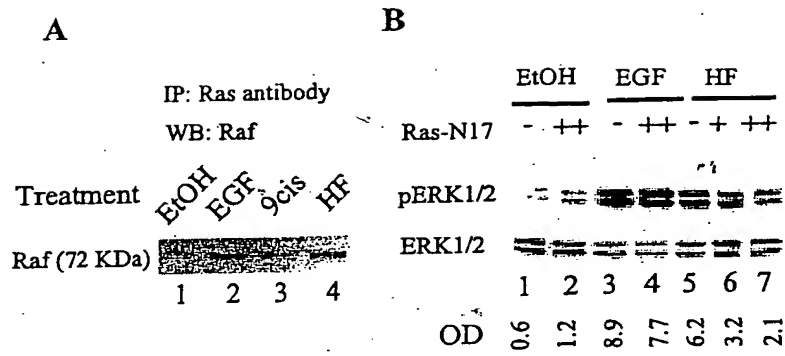 A
IP: Ras antibody
WB: Raf
Treatment EtOH EGF 9cis HF
Raf (72 KDa)
1 2 3 4
B
EtOH EGF HF
Ras-N17 - ++ - ++ - + ++
pERK1/2
ERK1/2
1 2 3 4 5 6 7
OD 0.6 1.2 8.9 7.7 6.2 3.2 2.1